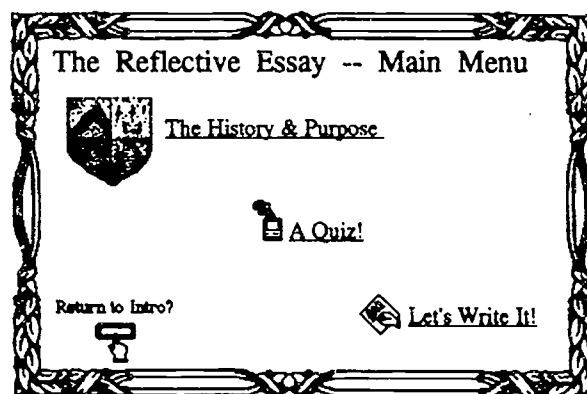 The Reflective Essay -- Main Menu
The History & Purpose
A Quiz!
Return to Intro?
Let's Write It!